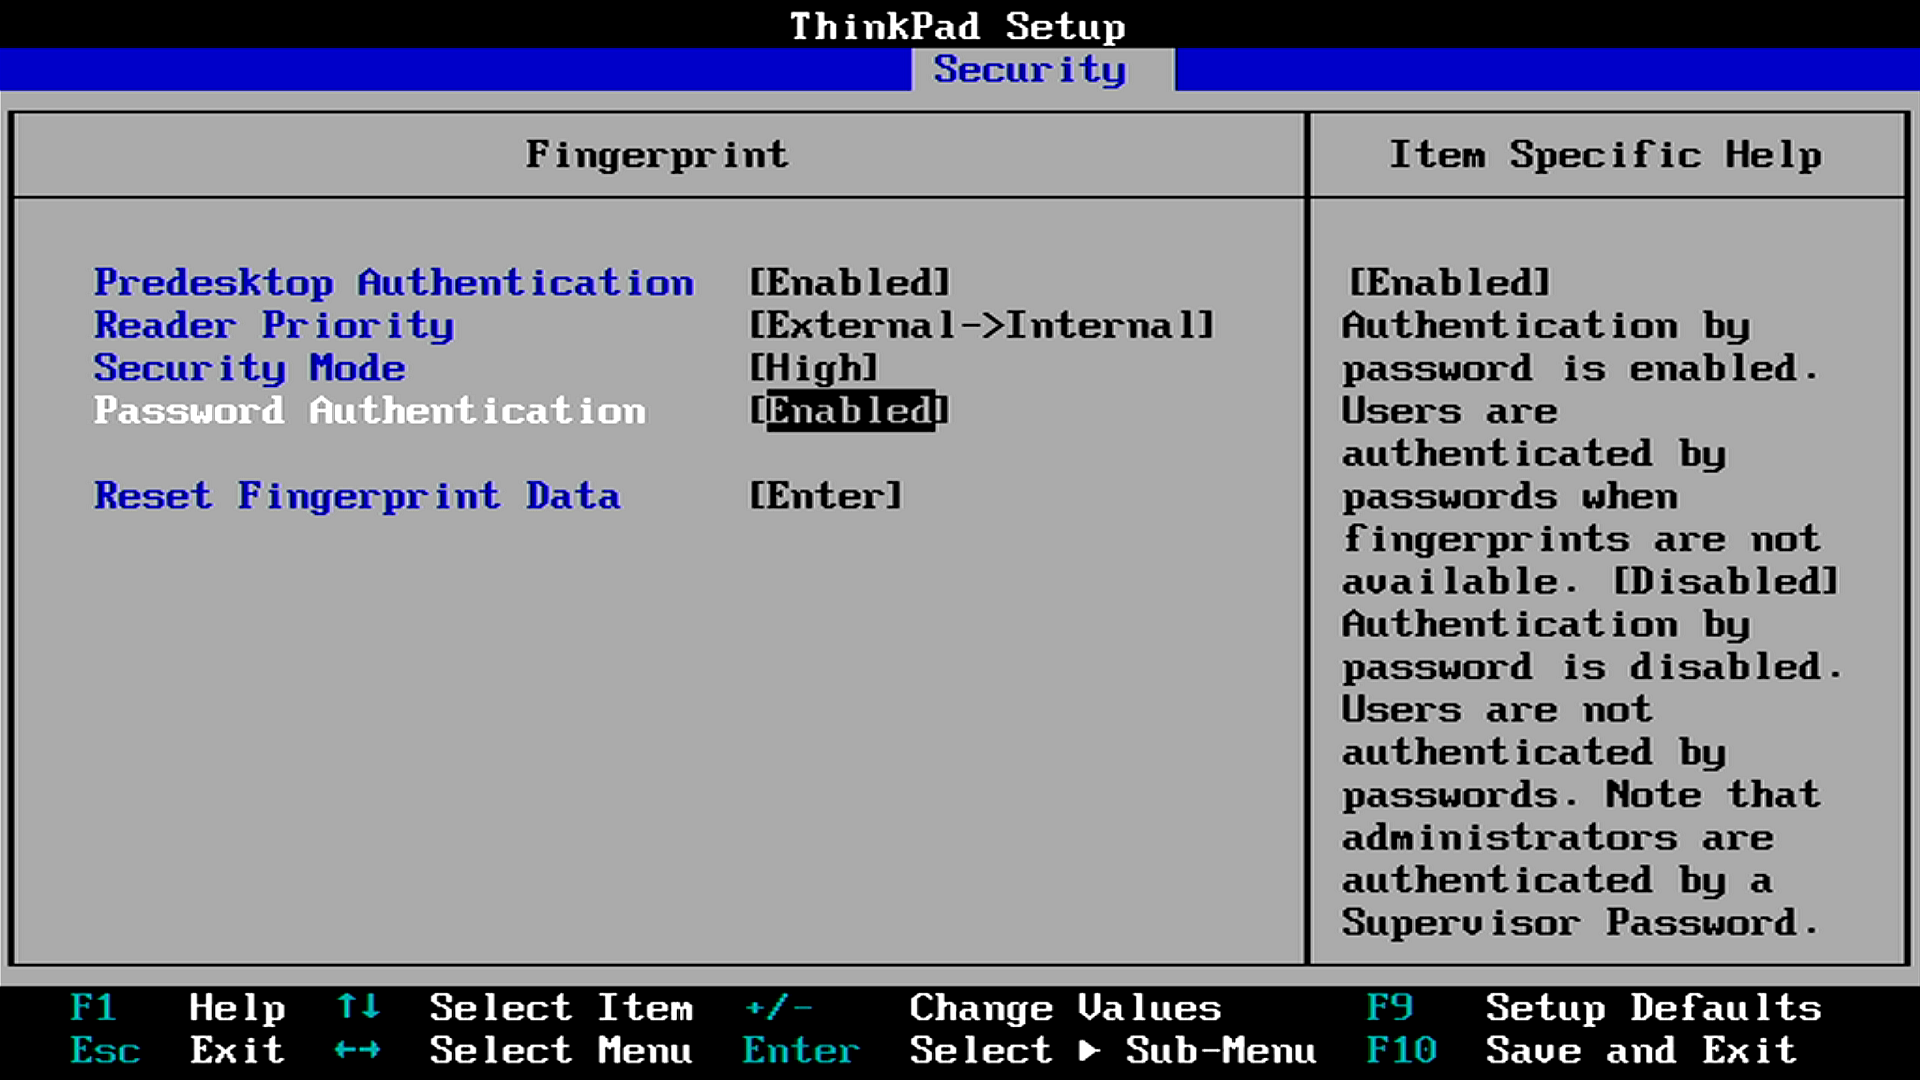 ThinkPad Setup
Security
Fingerprint
Item Specific Help
Predesktop Authentication [Enabled]
Reader Priority [External->Internal]
Security Mode [High]
Password Authentication [Enabled]
Reset Fingerprint Data [Enter]
[Enabled]
Authentication by
password is enabled.
Users are
authenticated by
passwords when
fingerprints are not
available. [Disabled]
Authentication by
password is disabled.
Users are not
authenticated by
passwords. Note that
administrators are
authenticated by a
Supervisor Password.
F1 Help ↑↓ Select Item +/- Change Values F9 Setup Defaults
Esc Exit ←→ Select Menu Enter Select ▶ Sub-Menu F10 Save and Exit